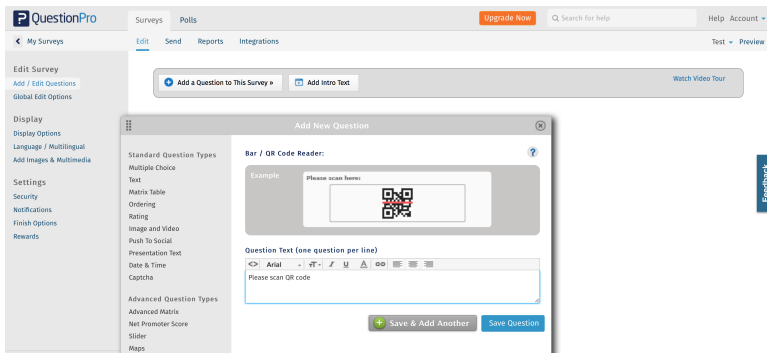 QuestionPro
Surveys
Polls
Upgrade Now
Search for help
Help
Account
My Surveys
Edit
Send
Reports
Integrations
Test
Preview
Edit Survey
Add / Edit Questions
Global Edit Options
Display
Display Options
Language / Multilingual
Add Images & Multimedia
Settings
Security
Notifications
Finish Options
Rewards
Add a Question to This Survey »
Add Intro Text
Watch Video Tour
Add New Question
Standard Question Types
Multiple Choice
Text
Matrix Table
Ordering
Rating
Image and Video
Push To Social
Presentation Text
Date & Time
Captcha
Advanced Question Types
Advanced Matrix
Net Promoter Score
Slider
Maps
Bar / QR Code Reader:
?
Example
Please scan here:
Question Text (one question per line)
<> Arial T I U A
Please scan QR code
Save & Add Another
Save Question
Feedback